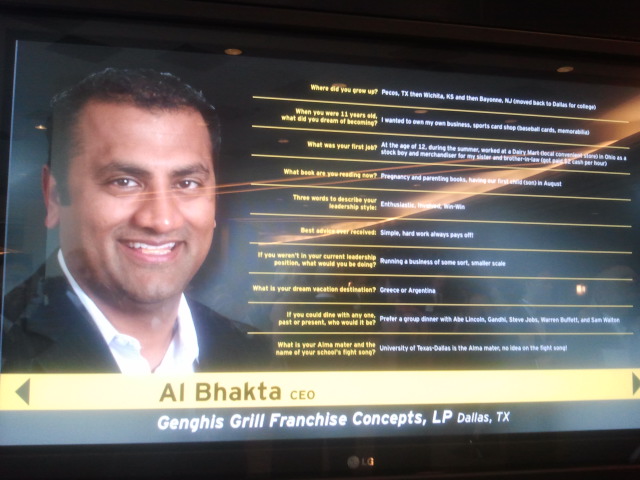 Where did you grow up? Pecos, TX then Wichita, KS and then Bayonne, NJ (moved back to Dallas for college)
When you were 11 years old,
what did you dream of becoming? I wanted to own my own business, sports card shop (baseball cards, memorabilia)
What was your first job? At the age of 12, during the summer, worked at a Dairy Mart (local convenient store) in Ohio as a
stock boy and merchandiser for my sister and brother-in-law (got paid $2 cash per hour)
What book are you reading now? Pregnancy and parenting books, having our first child (son) in August
Three words to describe your
leadership style: Enthusiastic, Involved, Win-Win
Best advice ever received: Simple, hard work always pays off!
If you weren't in your current leadership
position, what would you be doing? Running a business of some sort, smaller scale
What is your dream vacation destination? Greece or Argentina
If you could dine with any one,
past or present, who would it be? Prefer a group dinner with Abe Lincoln, Gandhi, Steve Jobs, Warren Buffett, and Sam Walton
What is your Alma mater and the
name of your school's fight song? University of Texas-Dallas is the Alma mater, no idea on the fight song!
Al Bhakta CEO
Genghis Grill Franchise Concepts, LP Dallas, TX
LG